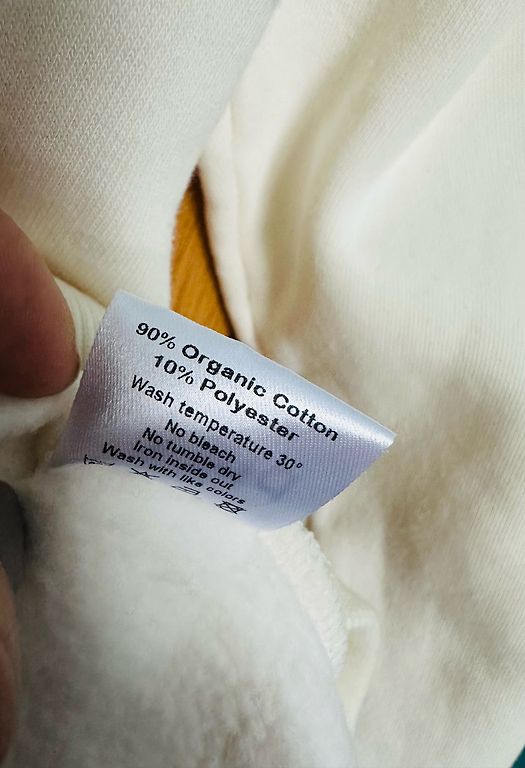 90% Organic Cotton
10% Polyester
Wash temperature 30°
No bleach
No tumble dry
Iron inside out
Wash with like colors